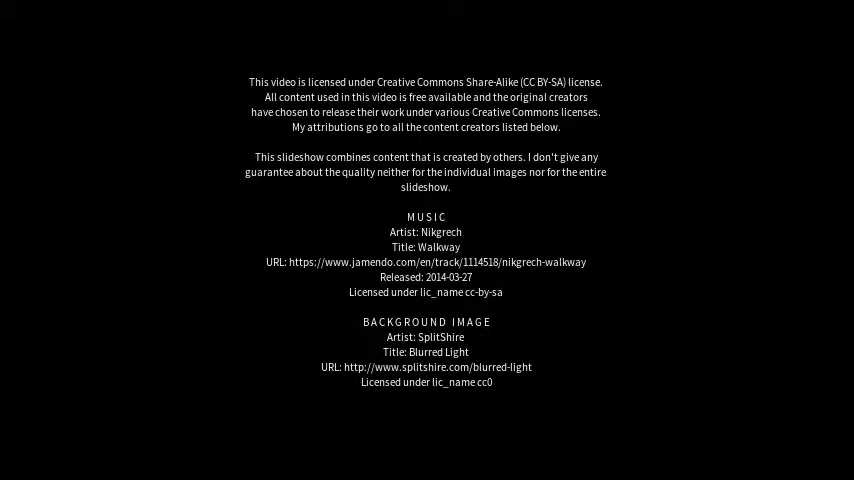 This video is licensed under Creative Commons Share-Alike (CC BY-SA) license.
All content used in this video is free available and the original creators
have chosen to release their work under various Creative Commons licenses.
My attributions go to all the content creators listed below.
This slideshow combines content that is created by others. I don't give any
guarantee about the quality neither for the individual images nor for the entire
slideshow.
MUSIC
Artist: Nikgrech
Title: Walkway
URL: https://www.jamendo.com/en/track/1114518/nikgrech-walkway
Released: 2014-03-27
Licensed under lic_name cc-by-sa
BACKGROUND IMAGE
Artist: SplitShire
Title: Blurred Light
URL: http://www.splitshire.com/blurred-light
Licensed under lic_name cc0